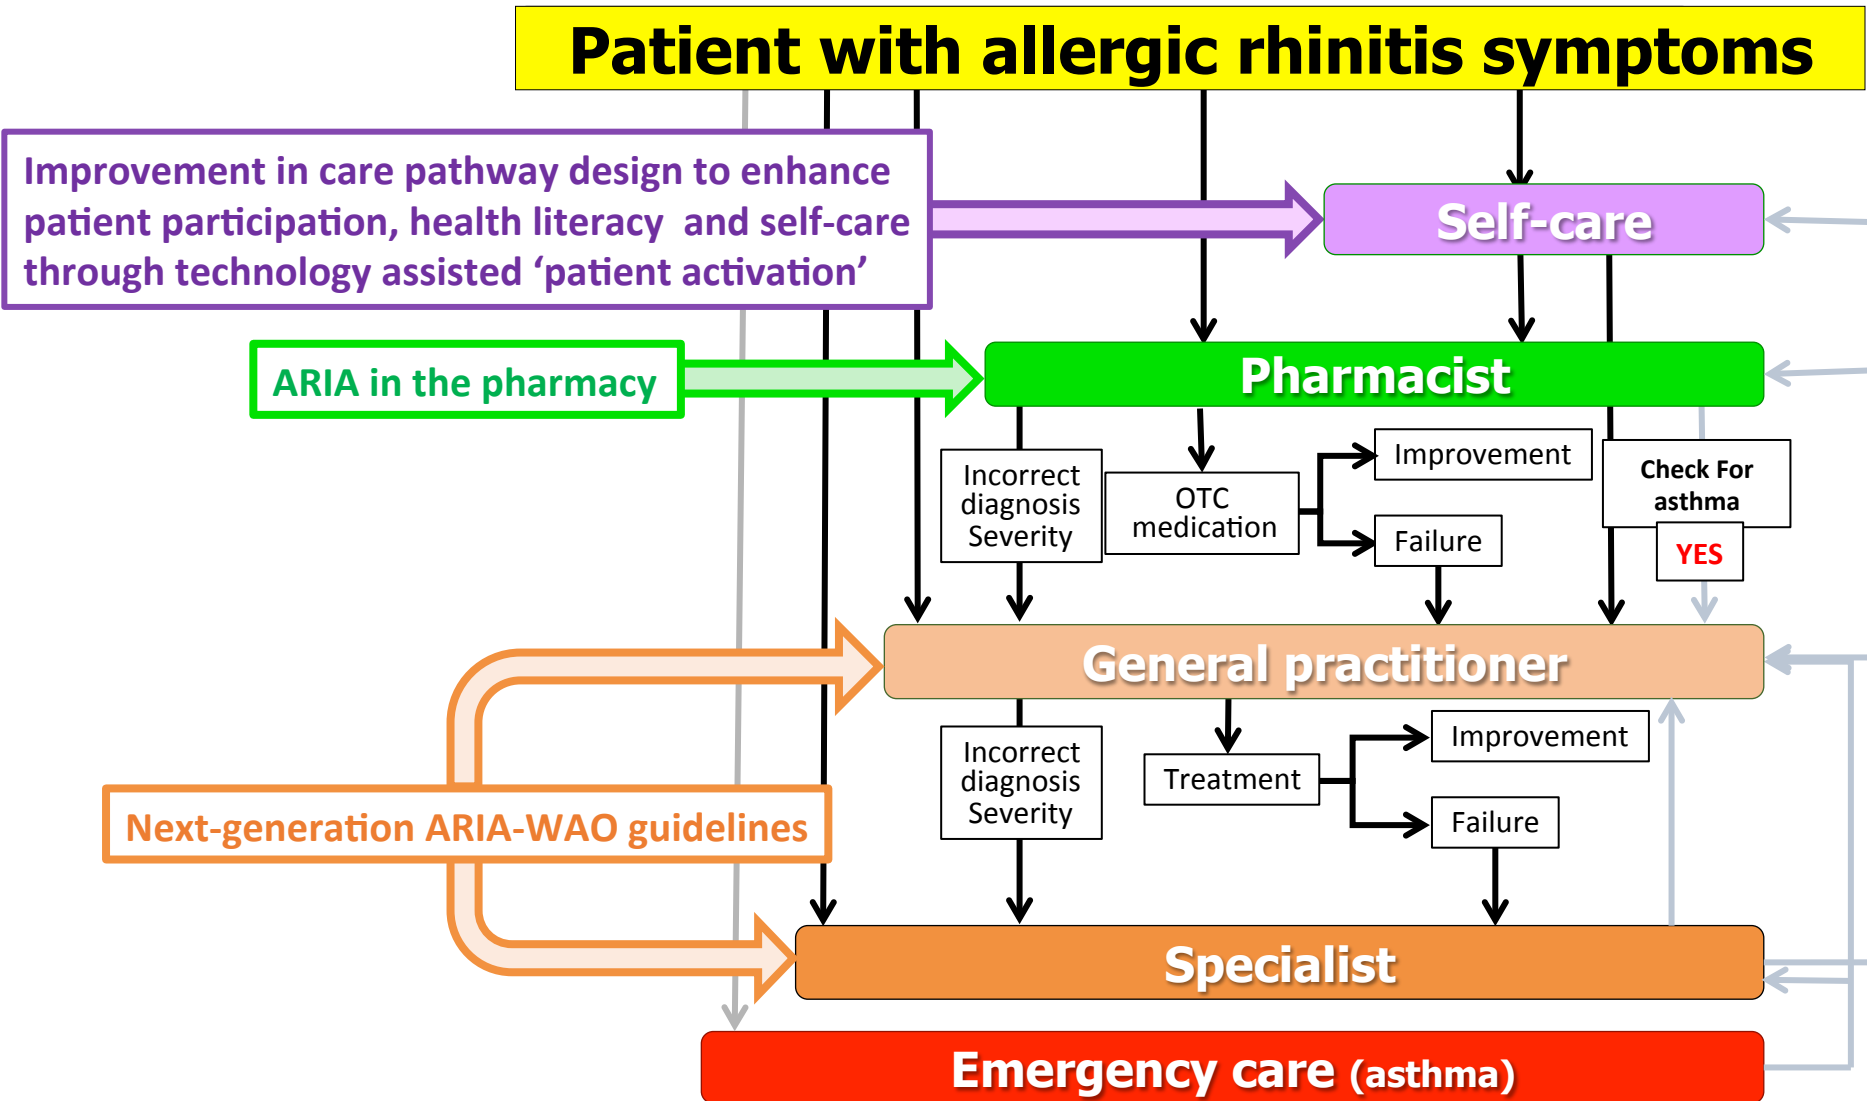 Patient with allergic rhinitis symptoms
Improvement in care pathway design to enhance
patient participation, health literacy and self-care
through technology assisted ‘patient activation’
Self-care
ARIA in the pharmacy
Pharmacist
Incorrect
diagnosis
Severity
OTC
medication
Improvement
Failure
Check For
asthma
YES
General practitioner
Incorrect
diagnosis
Severity
Treatment
Improvement
Failure
Next-generation ARIA-WAO guidelines
Specialist
Emergency care (asthma)